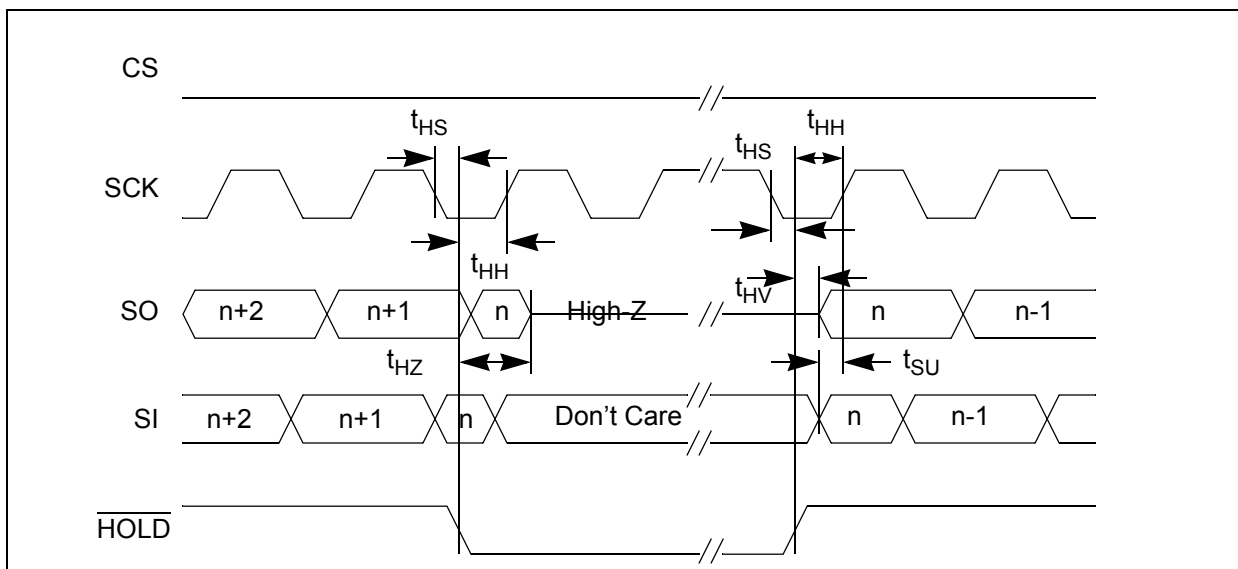 CS
tHS
tHH
tHS
SCK
tHH
tHV
SO
n+2
n+1
n
High-Z
n
n-1
tHZ
tSU
SI
n+2
n+1
n
Don't Care
n
n-1
HOLD